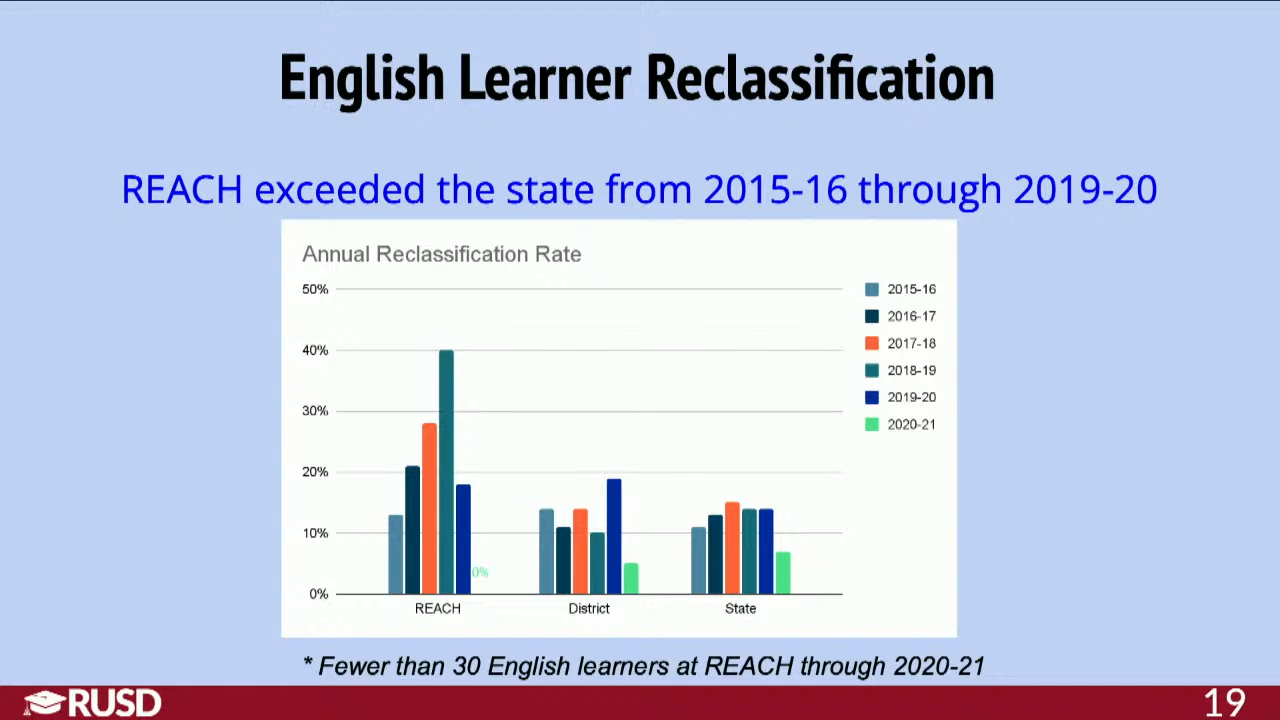 English Learner Reclassification
REACH exceeded the state from 2015-16 through 2019-20
Annual Reclassification Rate
50%
40%
30%
20%
10%
0%
0%
REACH
District
State
2015-16
2016-17
2017-18
2018-19
2019-20
2020-21
* Fewer than 30 English learners at REACH through 2020-21
RUSD
19